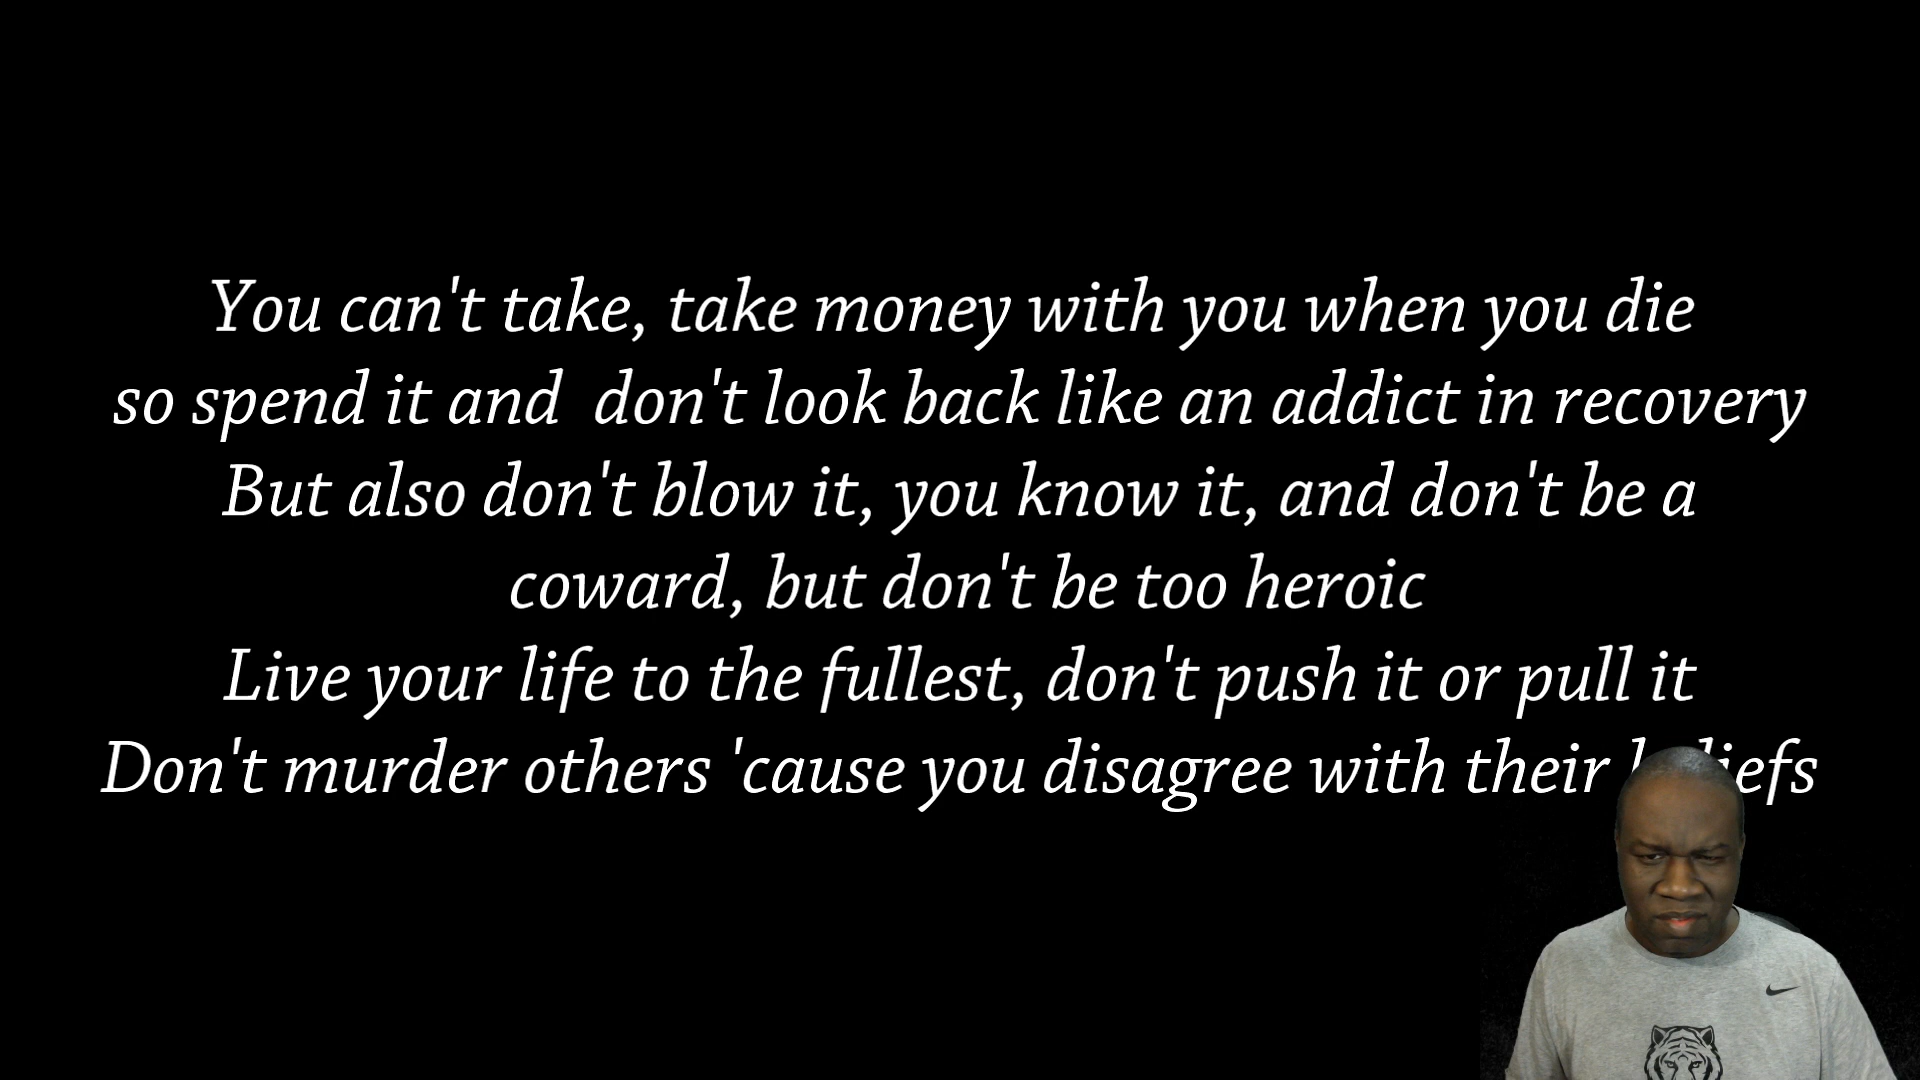 You can't take, take money with you when you die
so spend it and  don't look back like an addict in recovery
But also don't blow it, you know it, and don't be a
coward, but don't be too heroic
Live your life to the fullest, don't push it or pull it
Don't murder others 'cause you disagree with their beliefs